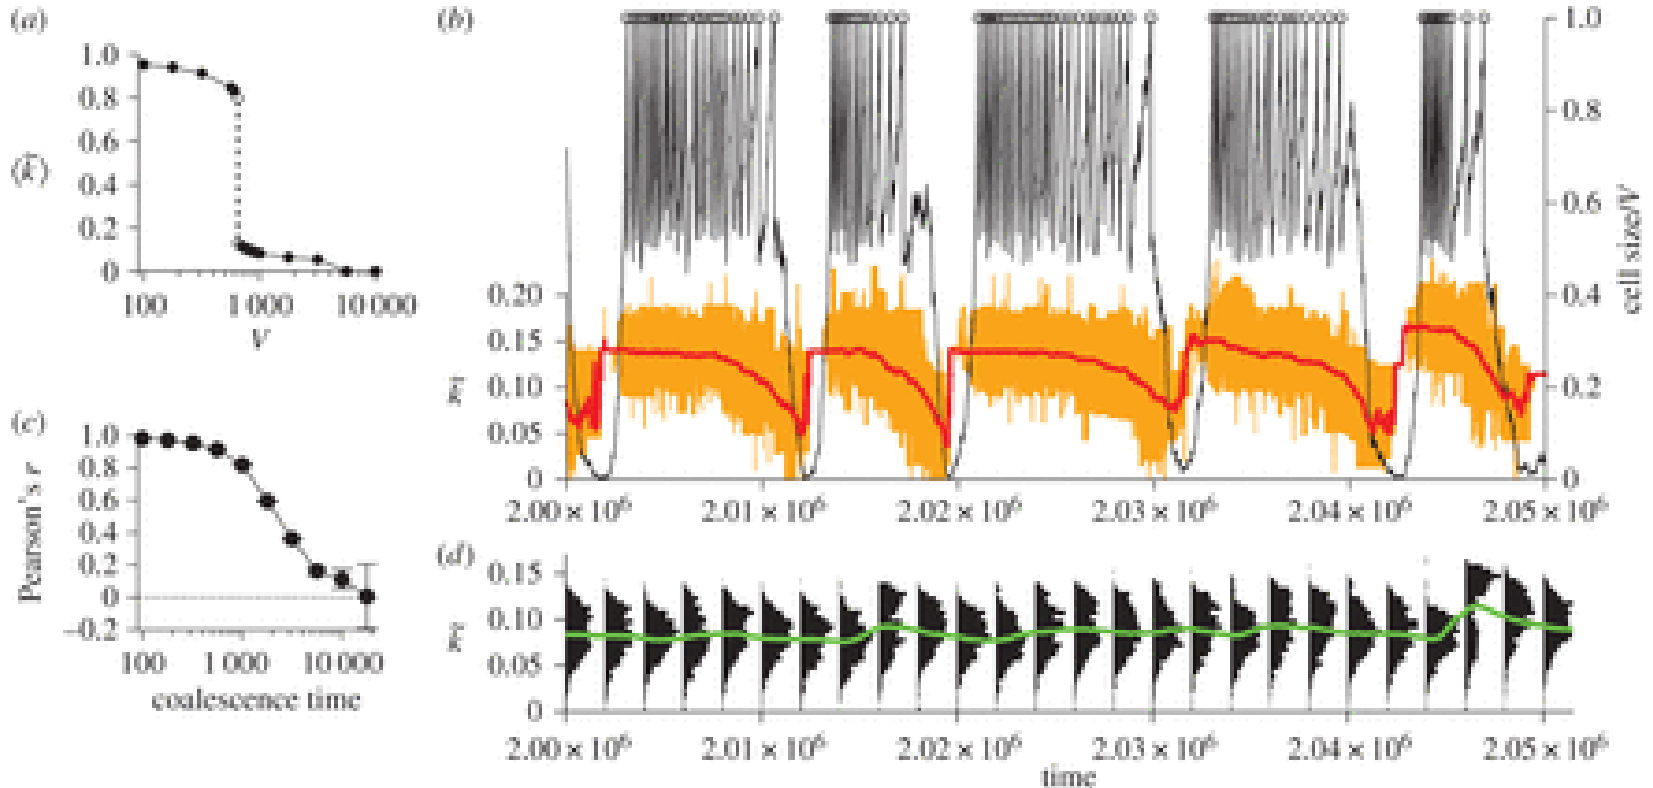 (a)
1.0
0.8
0.6
0.4
0.2
0
⟨k̃⟩
100
1 000
10 000
V
(b)
1.0
0.8
0.6
0.4
0.2
0
cell size/V
0.20
0.15
0.10
0.05
0
2.00 × 10⁶
2.01 × 10⁶
2.02 × 10⁶
2.03 × 10⁶
2.04 × 10⁶
2.05 × 10⁶
(c)
1.0
0.8
0.6
0.4
0.2
0
–0.2
Pearson's r
100
1 000
10 000
coalescence time
(d)
0.15
0.10
0.05
0
2.00 × 10⁶
2.01 × 10⁶
2.02 × 10⁶
2.03 × 10⁶
2.04 × 10⁶
2.05 × 10⁶
time